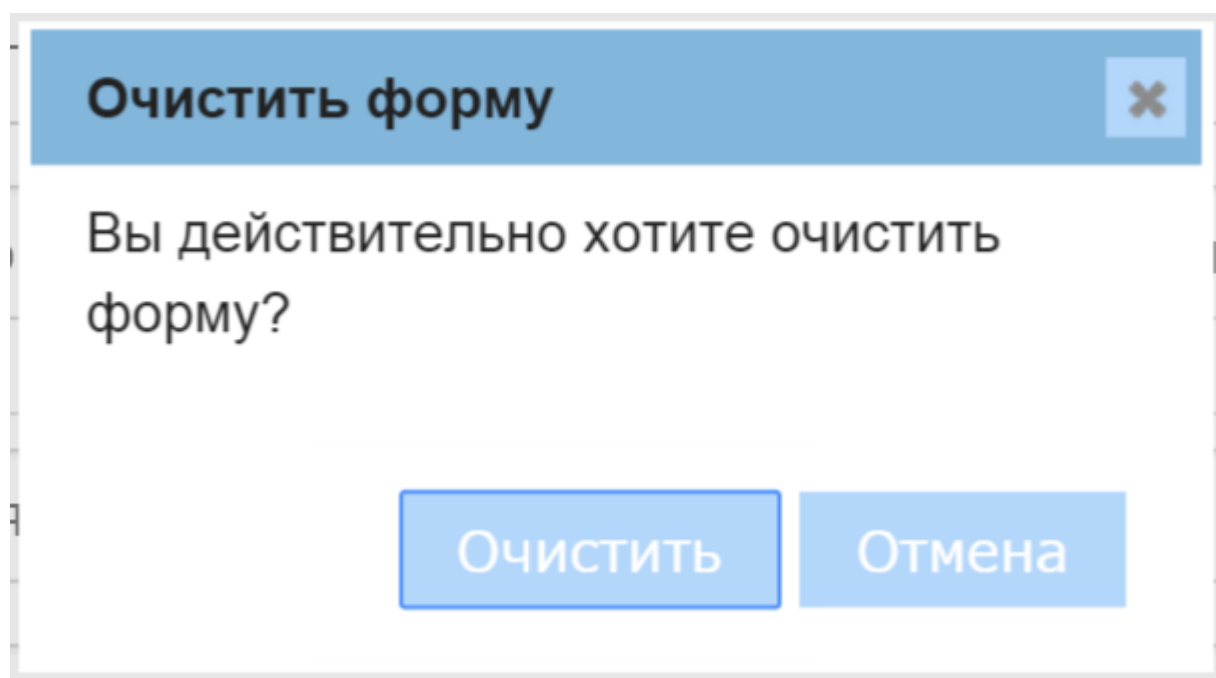 Очистить форму
Вы действительно хотите очистить
форму?
Очистить Отмена